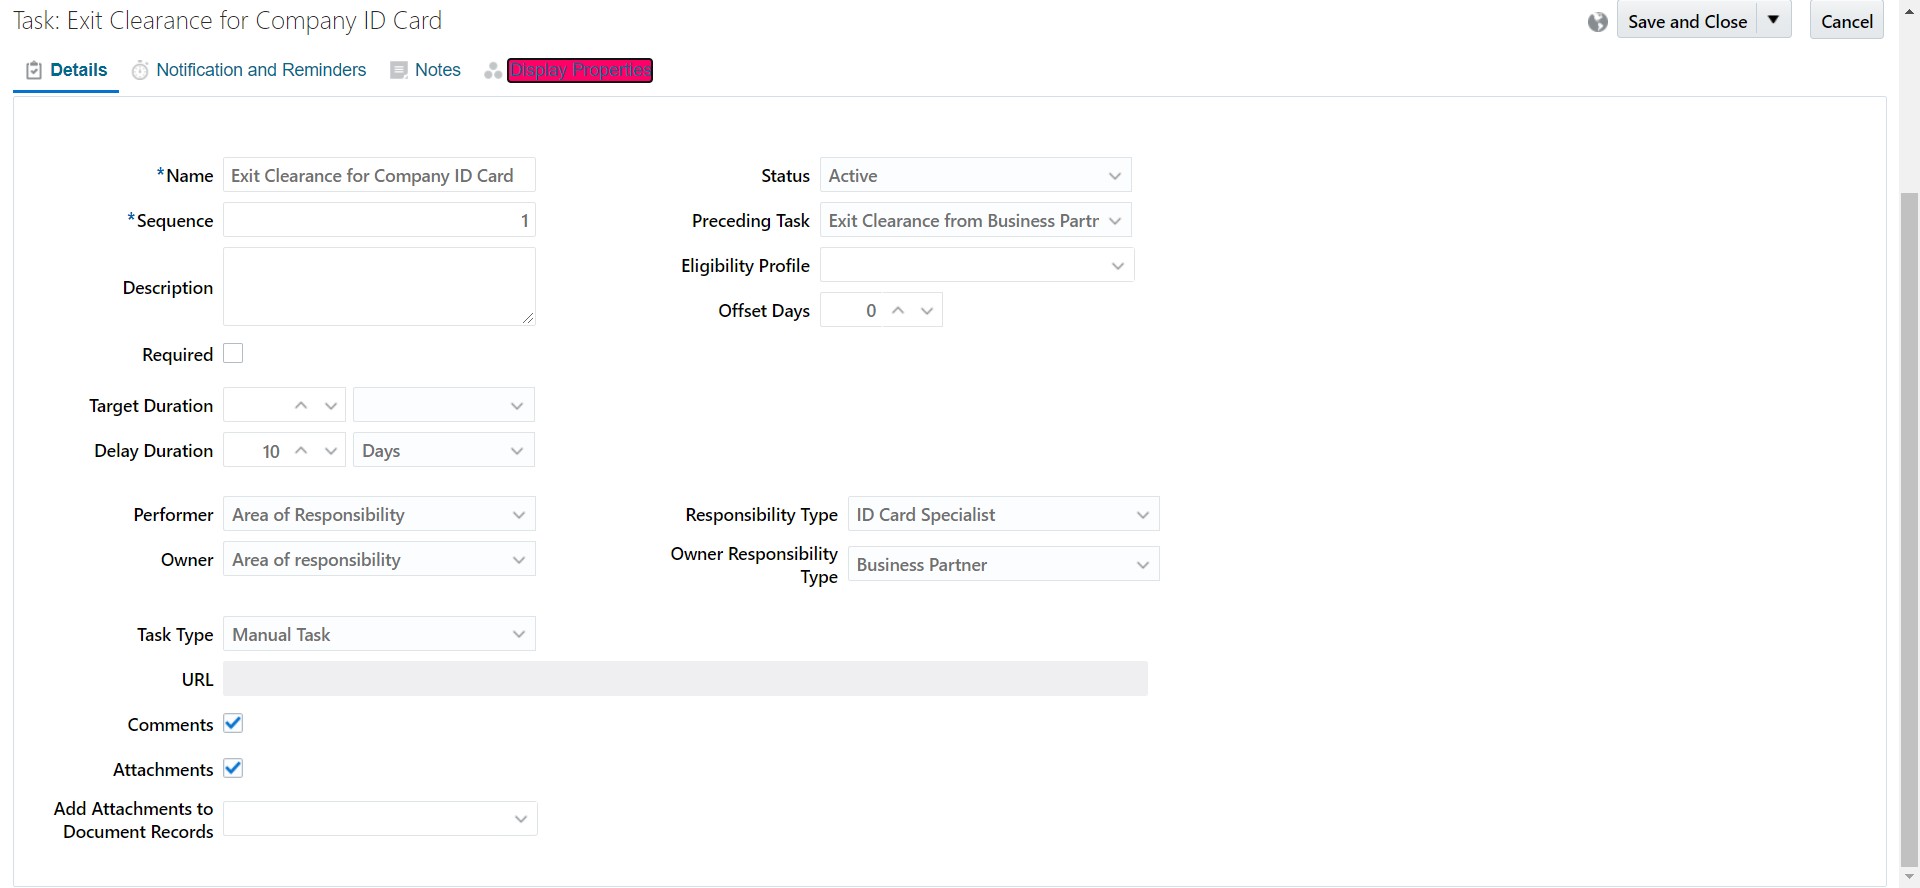 Task: Exit Clearance for Company ID Card
Save and Close
Cancel
Details
Notification and Reminders
Notes
Display Properties
*Name
Exit Clearance for Company ID Card
Status
Active
*Sequence
1
Preceding Task
Exit Clearance from Business Partr
Description
Eligibility Profile
Offset Days
0
Required
Target Duration
Delay Duration
10
Days
Performer
Area of Responsibility
Responsibility Type
ID Card Specialist
Owner
Area of responsibility
Owner Responsibility
Type
Business Partner
Task Type
Manual Task
URL
Comments
Attachments
Add Attachments to
Document Records